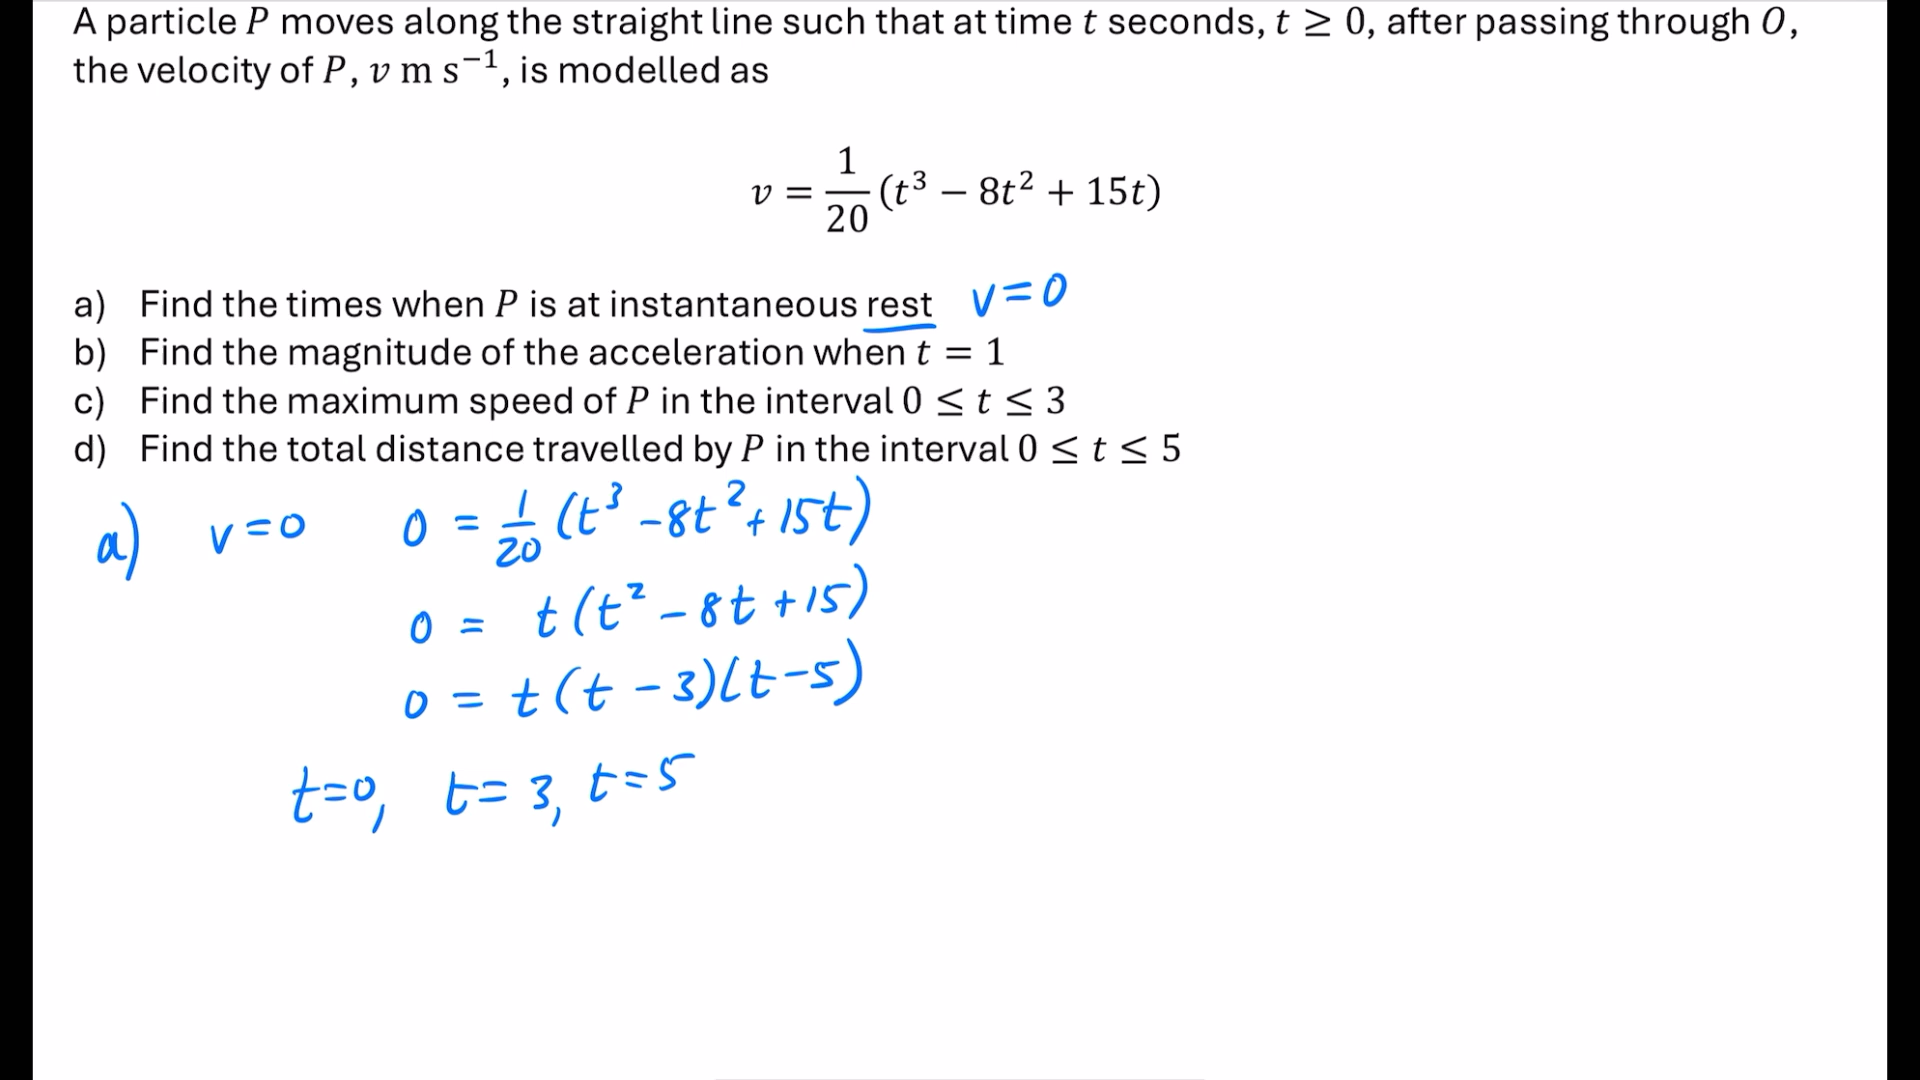 A particle P moves along the straight line such that at time t seconds, t ≥ 0, after passing through O,
the velocity of P, v m s⁻¹, is modelled as
v = 1/20 (t³ − 8t² + 15t)
a) Find the times when P is at instantaneous rest v=0
b) Find the magnitude of the acceleration when t = 1
c) Find the maximum speed of P in the interval 0 ≤ t ≤ 3
d) Find the total distance travelled by P in the interval 0 ≤ t ≤ 5
a) v=0 0 = 1/20 (t³ −8t² + 15t)
0 = t(t² − 8t + 15)
0 = t(t − 3)(t−5)
t=0, t= 3, t=5